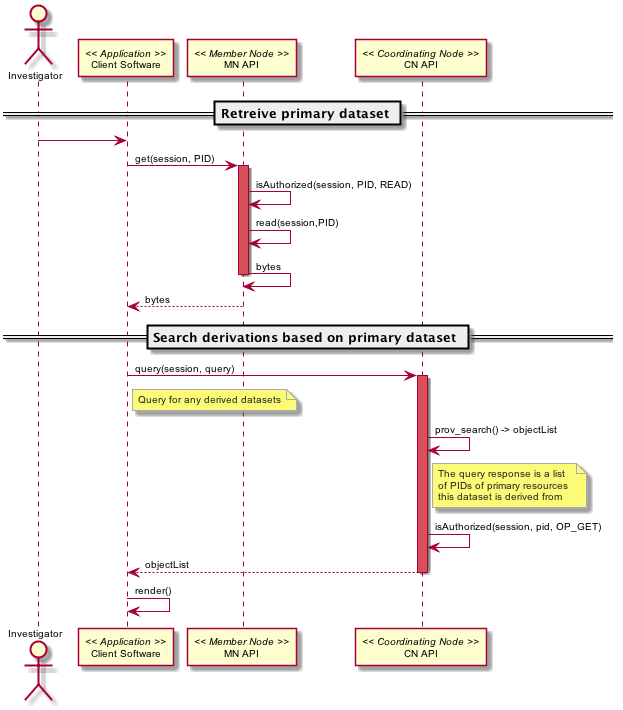 Investigator
<< Application >>
Client Software
<< Member Node >>
MN API
<< Coordinating Node >>
CN API
Retreive primary dataset
get(session, PID)
isAuthorized(session, PID, READ)
read(session,PID)
bytes
bytes
Search derivations based on primary dataset
query(session, query)
Query for any derived datasets
prov_search() -> objectList
The query response is a list
of PIDs of primary resources
this dataset is derived from
isAuthorized(session, pid, OP_GET)
objectList
render()
Investigator
<< Application >>
Client Software
<< Member Node >>
MN API
<< Coordinating Node >>
CN API